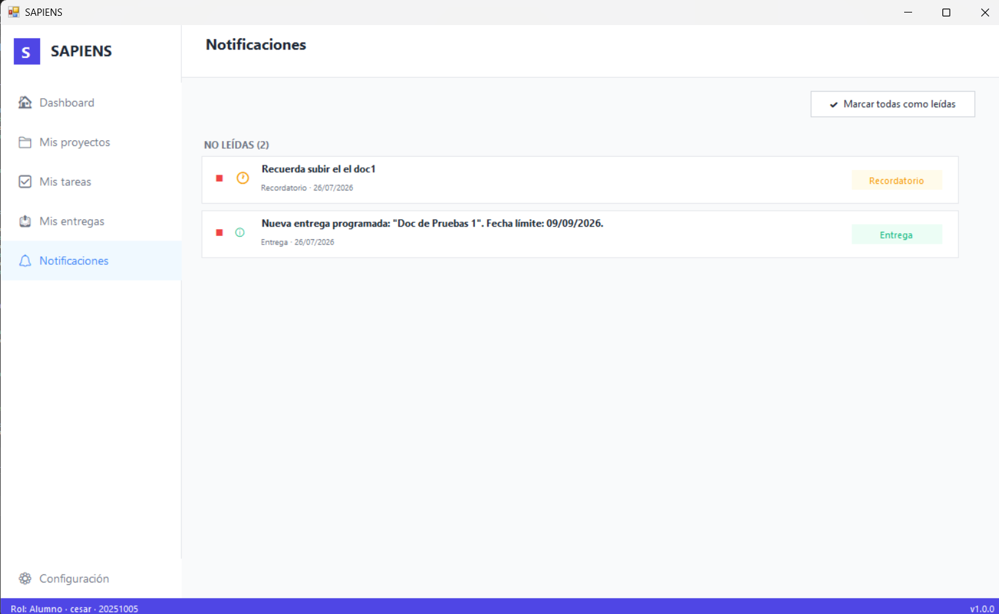 SAPIENS
S SAPIENS
Notificaciones
Dashboard
Mis proyectos
Mis tareas
Mis entregas
Notificaciones
✔ Marcar todas como leídas
NO LEÍDAS (2)
Recuerda subir el el doc1
Recordatorio · 26/07/2026
Recordatorio
Nueva entrega programada: "Doc de Pruebas 1". Fecha límite: 09/09/2026.
Entrega · 26/07/2026
Entrega
Configuración
Rol: Alumno · cesar · 20251005
v1.0.0